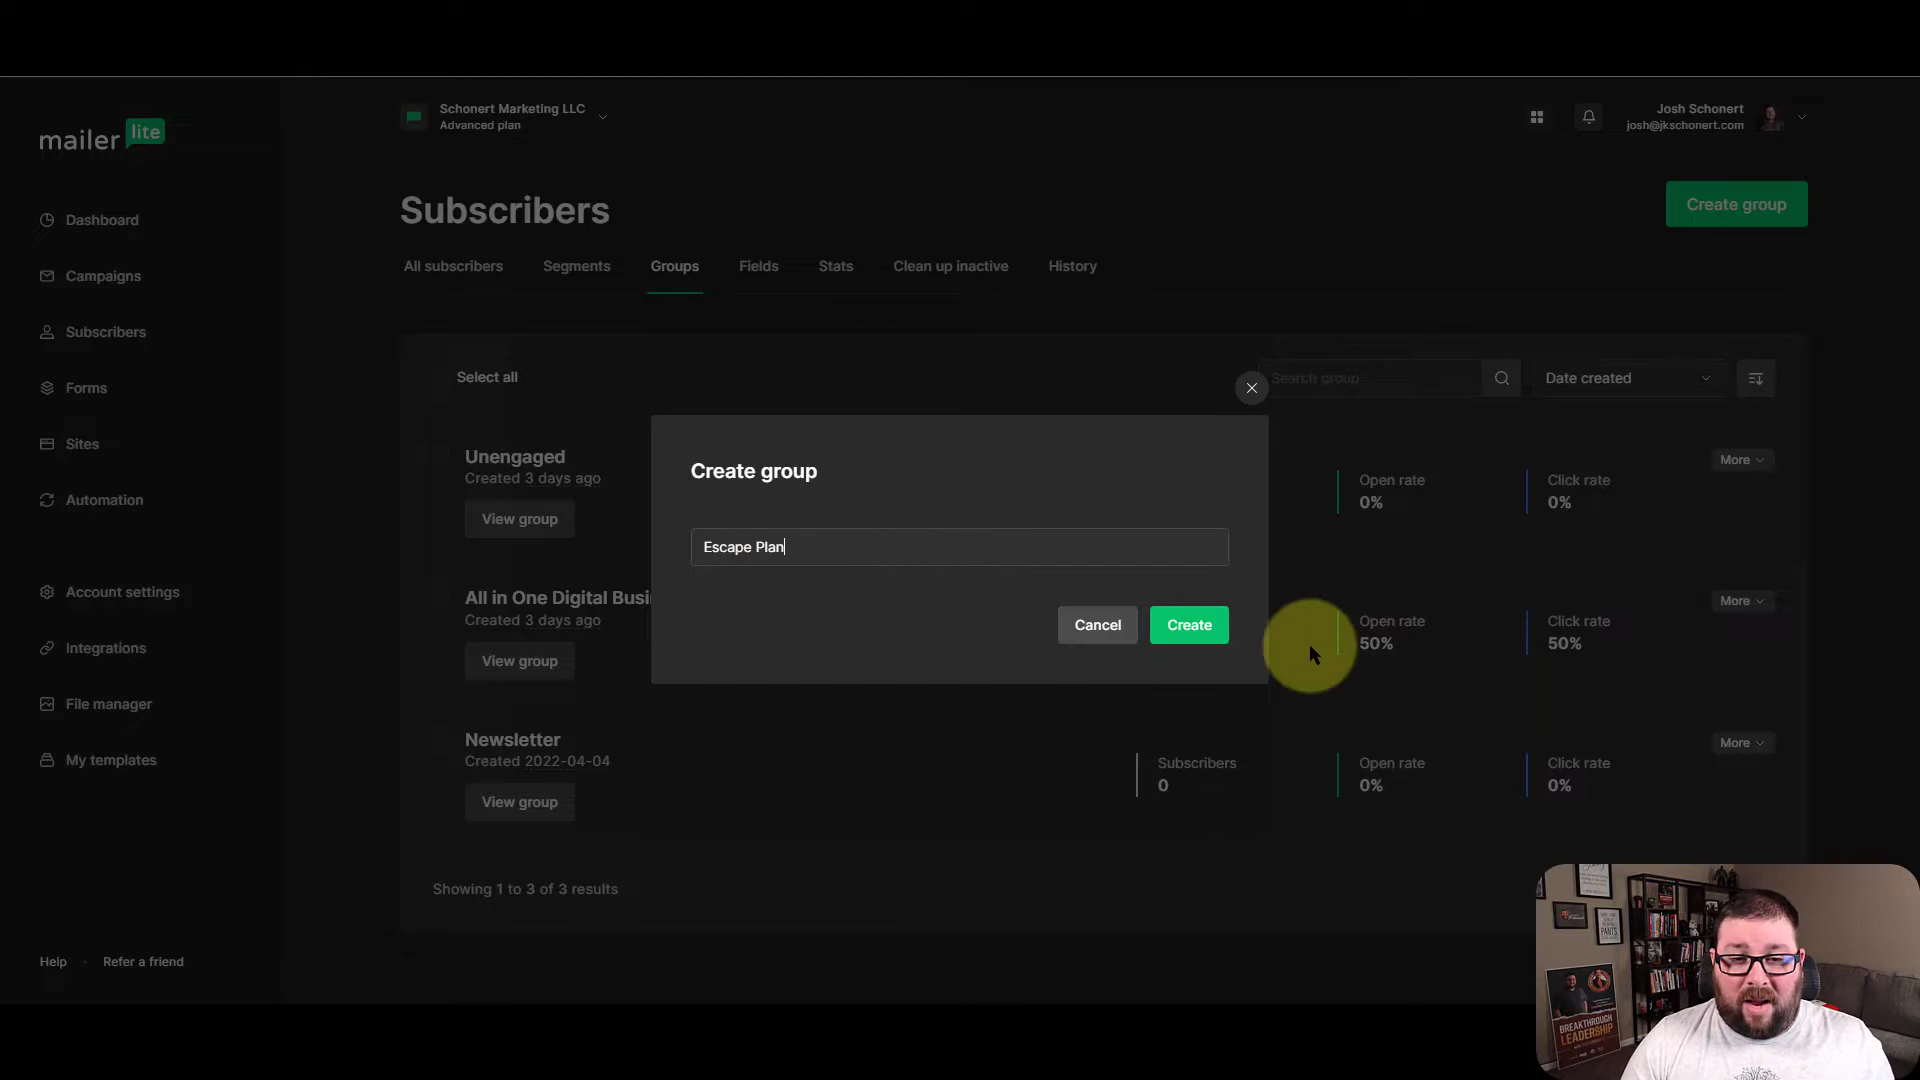 mailer lite
Schonert Marketing LLC
Advanced plan
Josh Schonert
josh@jkschonert.com
Dashboard
Campaigns
Subscribers
Forms
Sites
Automation
Account settings
Integrations
File manager
My templates
Help
Refer a friend
Subscribers
Create group
All subscribers
Segments
Groups
Fields
Stats
Clean up inactive
History
Select all
Search group
Date created
Unengaged
Created 3 days ago
View group
Open rate
0%
Click rate
0%
More
All in One Digital Busi
Created 3 days ago
View group
Open rate
50%
Click rate
50%
More
Newsletter
Created 2022-04-04
View group
Subscribers
0
Open rate
0%
Click rate
0%
More
Showing 1 to 3 of 3 results
Create group
Escape Plan
Cancel
Create
PANTS
BREAKTHROUGH
LEADERSHIP